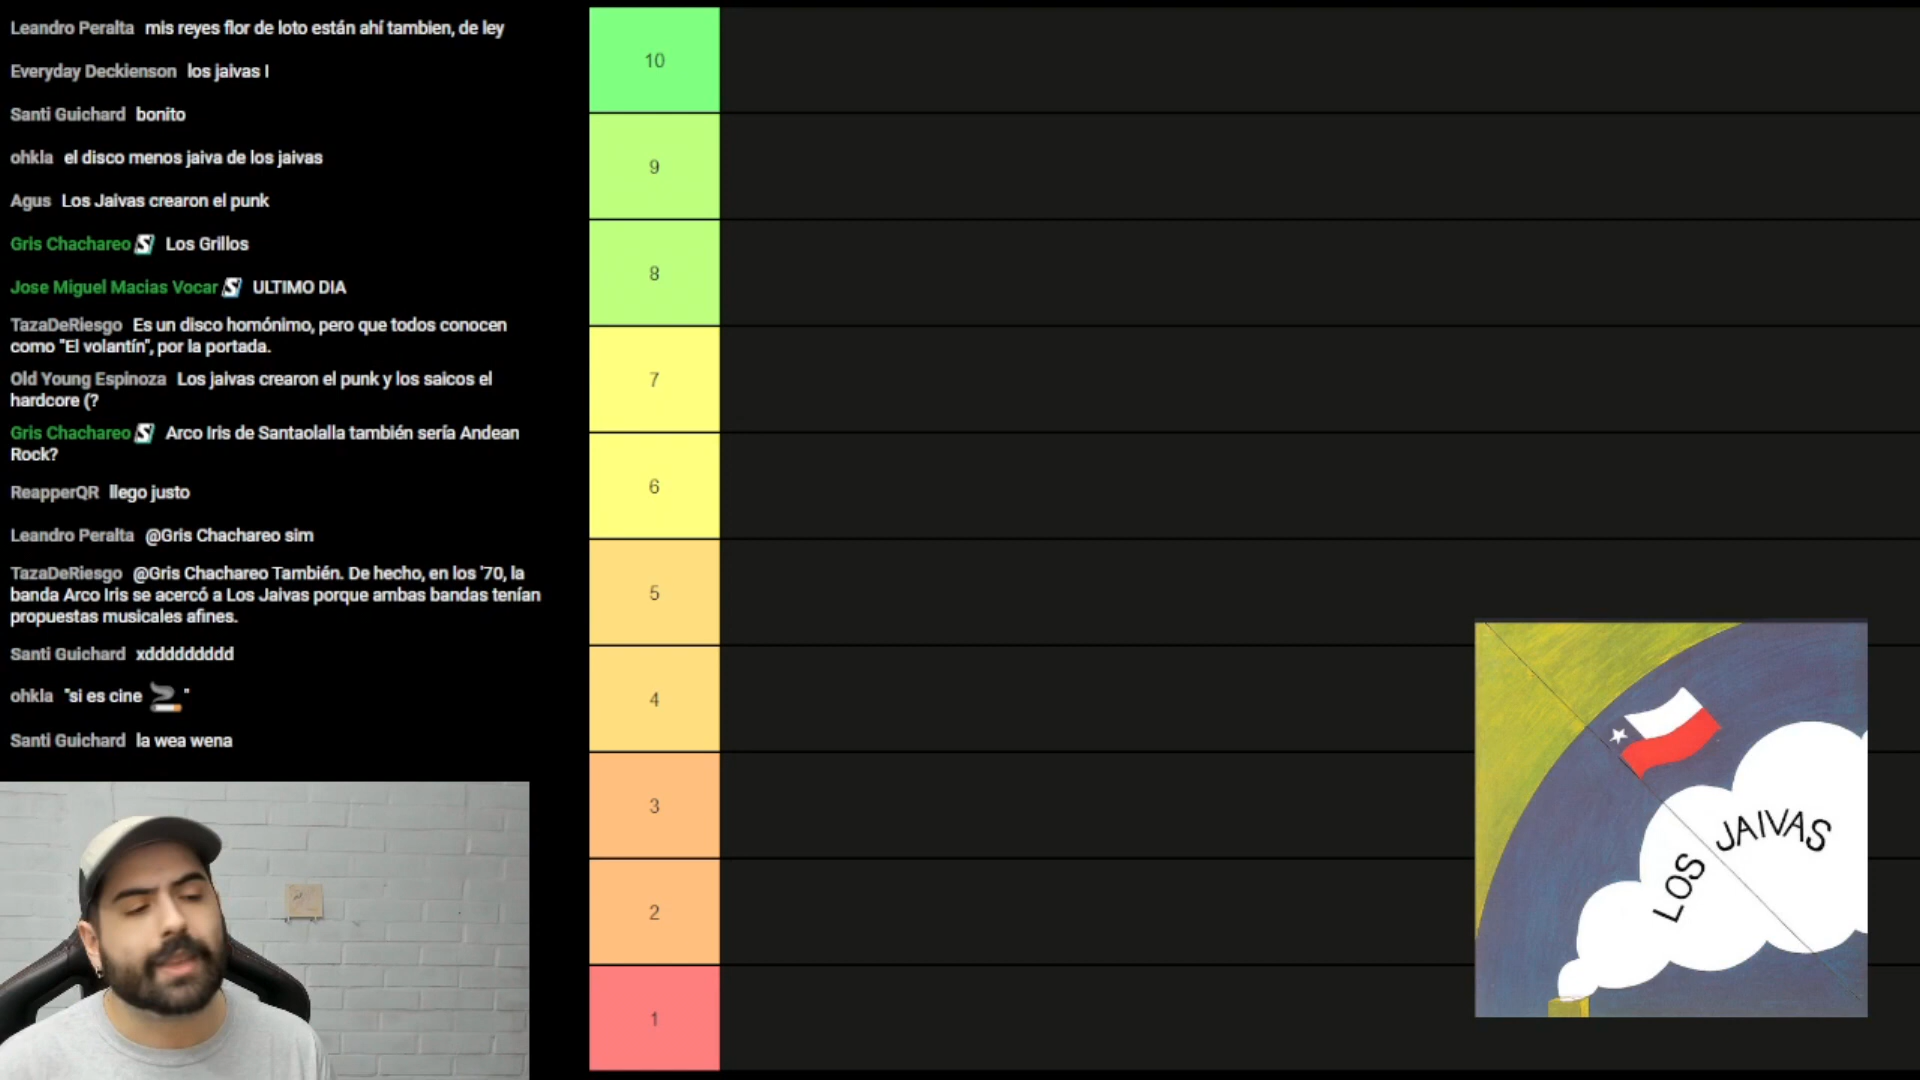 Leandro Peralta mis reyes flor de loto están ahí tambien, de ley
Everyday Deckienson los jaivas I
Santi Guichard bonito
ohkla el disco menos jaiva de los jaivas
Agus Los Jaivas crearon el punk
Gris Chachareo S Los Grillos
Jose Miguel Macias Vocar S ULTIMO DIA
TazaDeRiesgo Es un disco homónimo, pero que todos conocen
como "El volantín", por la portada.
Old Young Espinoza Los jaivas crearon el punk y los saicos el
hardcore (?
Gris Chachareo S Arco Iris de Santaolalla también sería Andean
Rock?
ReapperQR llego justo
Leandro Peralta @Gris Chachareo sim
TazaDeRiesgo @Gris Chachareo También. De hecho, en los '70, la
banda Arco Iris se acercó a Los Jaivas porque ambas bandas tenían
propuestas musicales afines.
Santi Guichard xddddddddd
ohkla "si es cine 🚬 "
Santi Guichard la wea wena
10
9
8
7
6
5
4
3
2
1
LOS JAIVAS